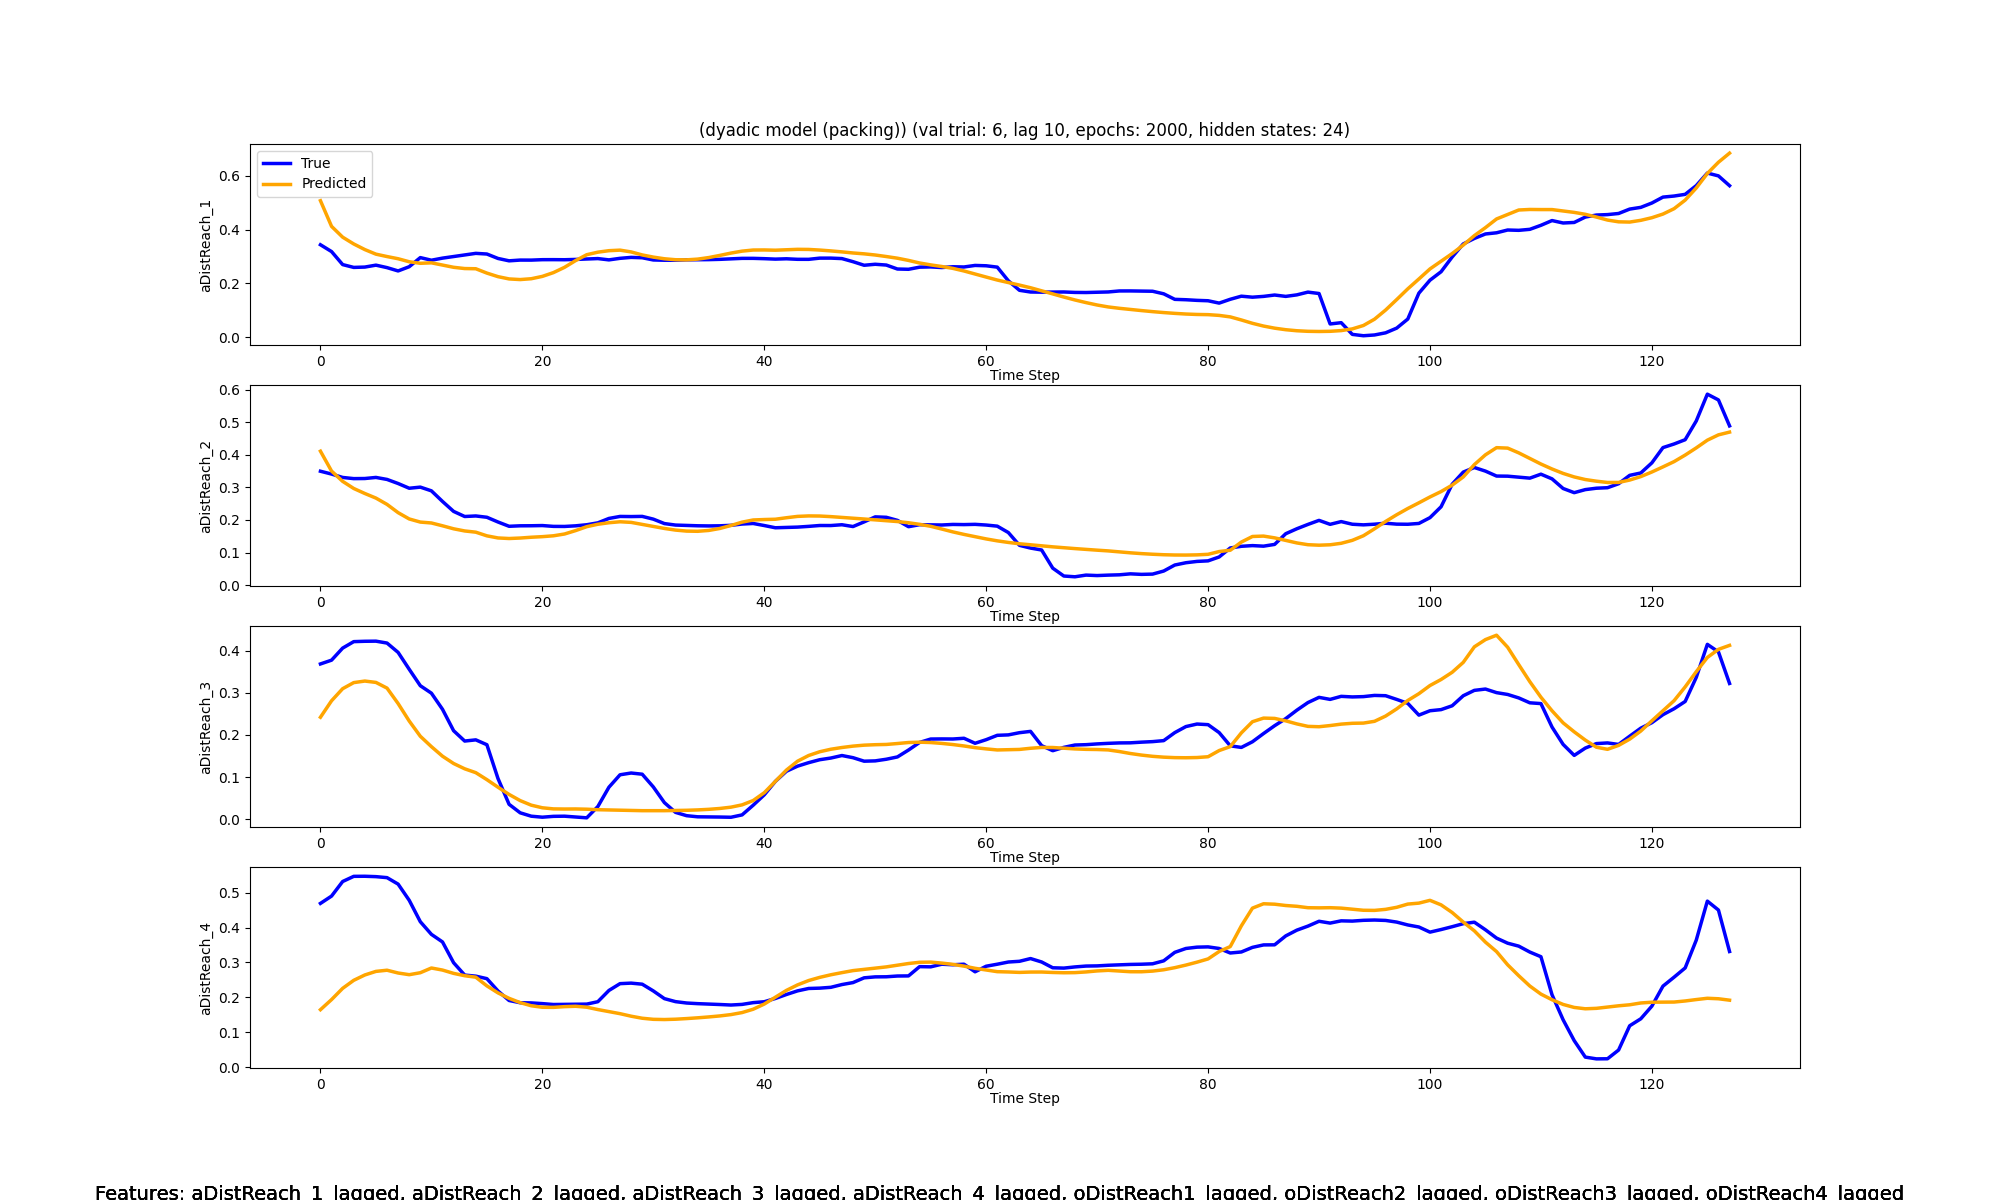 (dyadic model (packing)) (val trial: 6, lag 10, epochs: 2000, hidden states: 24)
True
Predicted
aDistReach_1
0.6
0.4
0.2
0.0
0 20 40 60 80 100 120
Time Step
aDistReach_2
0.6
0.5
0.4
0.3
0.2
0.1
0.0
0 20 40 60 80 100 120
Time Step
aDistReach_3
0.4
0.3
0.2
0.1
0.0
0 20 40 60 80 100 120
Time Step
aDistReach_4
0.5
0.4
0.3
0.2
0.1
0.0
0 20 40 60 80 100 120
Time Step
Features: aDistReach_1_lagged, aDistReach_2_lagged, aDistReach_3_lagged, aDistReach_4_lagged, oDistReach1_lagged, oDistReach2_lagged, oDistReach3_lagged, oDistReach4_lagged